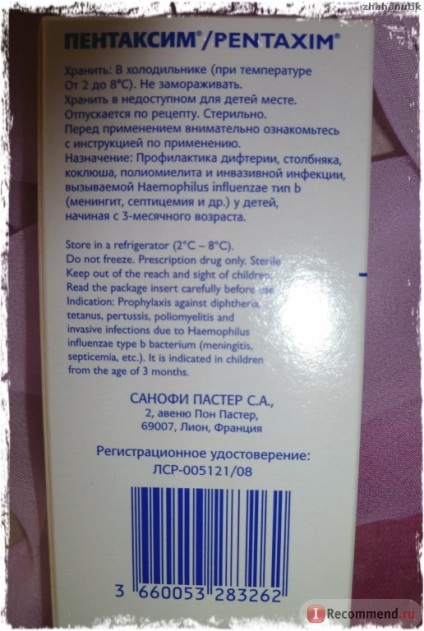 zhahanutik
ПЕНТАКСИМ®/PENTAXIM®
Хранить: В холодильнике (при температуре
От 2 до 8°С). Не замораживать.
Хранить в недоступном для детей месте.
Отпускается по рецепту. Стерильно.
Перед применением внимательно ознакомьтесь
с инструкцией по применению.
Назначение: Профилактика дифтерии, столбняка,
коклюша, полиомиелита и инвазивной инфекции,
вызываемой Haemophilus influenzae тип b
(менингит, септицемия и др.) у детей,
начиная с 3-месячного возраста.
Store in a refrigerator (2°C – 8°C).
Do not freeze. Prescription drug only. Sterile
Keep out of the reach and sight of children.
Read the package insert carefully before use
Indication: Prophylaxis against diphtheria,
tetanus, pertussis, poliomyelitis and
invasive infections due to Haemophilus
influenzae type b bacterium (meningitis,
septicemia, etc.). It is indicated in children
from the age of 3 months.
САНОФИ ПАСТЕР С.А.,
2, авеню Пон Пастер,
69007, Лион, Франция
Регистрационное удостоверение:
ЛСР-005121/08
3 660053 283262
iRecommend.ru